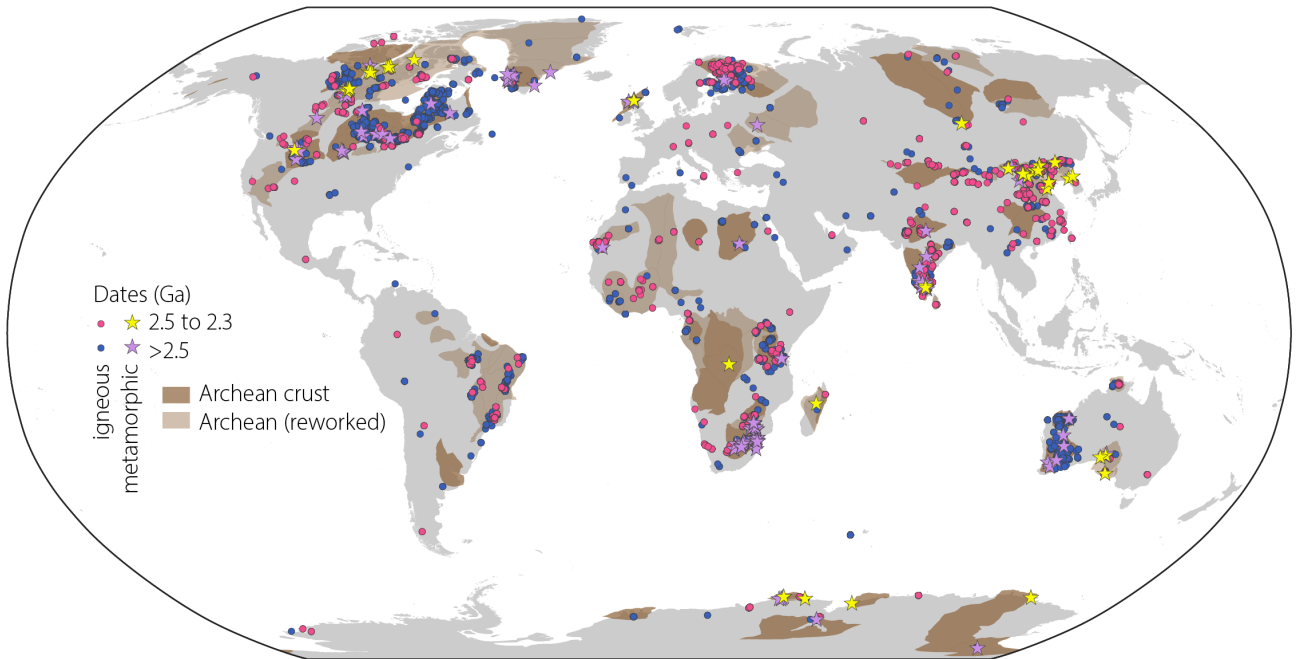 Dates (Ga)
2.5 to 2.3
>2.5
igneous
metamorphic
Archean crust
Archean (reworked)